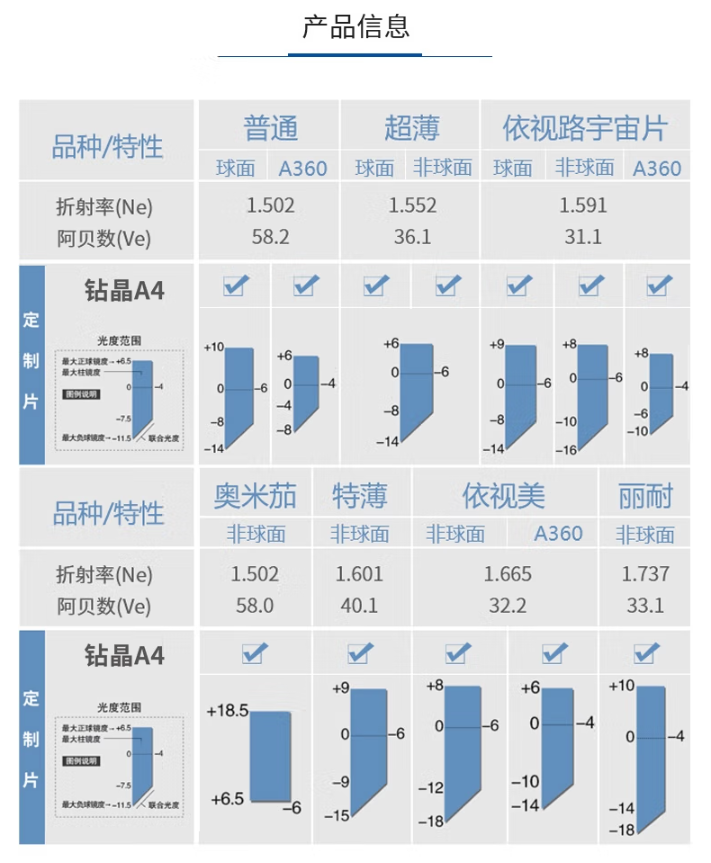 产品信息
品种/特性 普通 超薄 依视路宇宙片
球面 A360 球面 非球面 球面 非球面 A360
折射率(Ne) 1.502 1.552 1.591
阿贝数(Ve) 58.2 36.1 31.1
定制片
钻晶A4
光度范围
最大正球镜度→+6.5
最大柱镜度
0 -4
图例说明
-7.5
最大负球镜度→-11.5 联合光度
+10 0 -6 -8 -14
+6 0 -4 -4 -8
+6 0 -6 -8 -14
+9 0 -6 -8 -14
+8 0 -6 -10 -16
+8 0 -4 -6 -10
品种/特性 奥米茄 特薄 依视美 丽耐
非球面 非球面 非球面 A360 非球面
折射率(Ne) 1.502 1.601 1.665 1.737
阿贝数(Ve) 58.0 40.1 32.2 33.1
定制片
钻晶A4
光度范围
最大正球镜度→+6.5
最大柱镜度
0 -4
图例说明
-7.5
最大负球镜度→-11.5 联合光度
+18.5 +6.5 -6
+9 0 -6 -9 -15
+8 0 -6 -12 -18
+6 0 -4 -10 -14
+10 0 -4 -14 -18